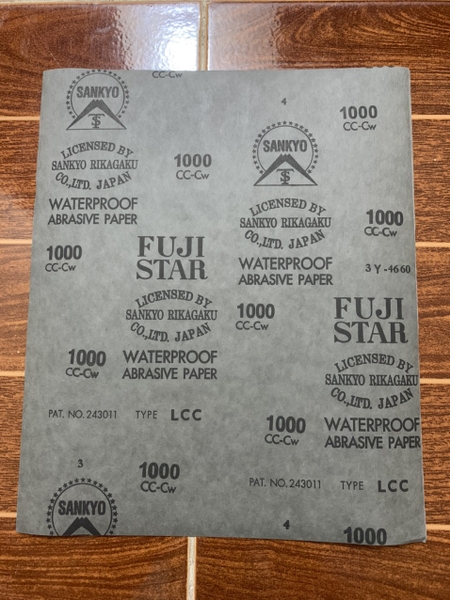 CC-Cw
SANKYO
S
LICENSED BY
SANKYO RIKAGAKU
CO.,LTD. JAPAN
WATERPROOF
ABRASIVE PAPER
1000
CC-Cw
1000
CC-Cw
FUJI
STAR
LICENSED BY
SANKYO RIKAGAKU
CO.,LTD. JAPAN
1000
CC-Cw
WATERPROOF
ABRASIVE PAPER
PAT. NO. 243011 TYPE LCC
3
1000
CC-Cw
SANKYO
4
1000
CC-Cw
SANKYO
S
LICENSED BY
SANKYO RIKAGAKU
CO.,LTD. JAPAN
1000
CC-Cw
WATERPROOF
ABRASIVE PAPER
3Y-4660
1000
CC-Cw
FUJI
STAR
LICENSED BY
SANKYO RIKAGAKU
CO.,LTD. JAPAN
1000
CC-Cw
WATERPROOF
ABRASIVE PAPER
PAT. NO. 243011 TYPE LCC
4
1000